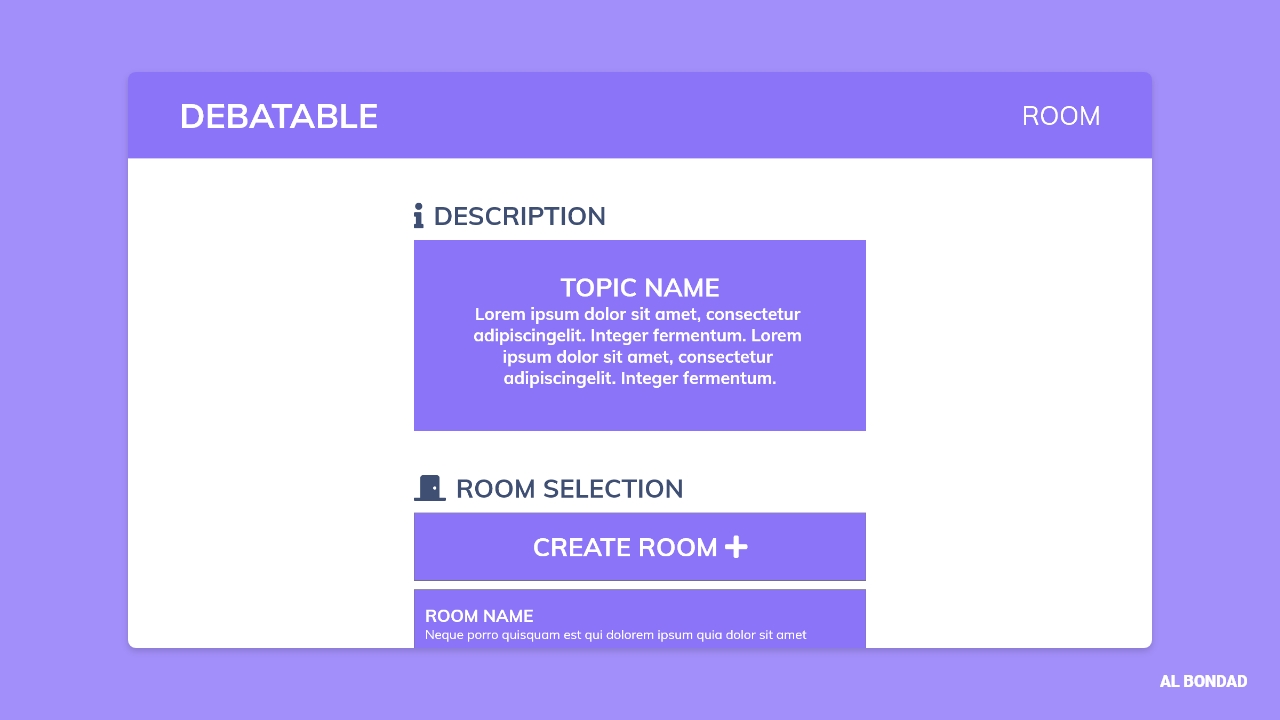 DEBATABLE
ROOM
DESCRIPTION
TOPIC NAME
Lorem ipsum dolor sit amet, consectetur
adipiscingelit. Integer fermentum. Lorem
ipsum dolor sit amet, consectetur
adipiscingelit. Integer fermentum.
ROOM SELECTION
CREATE ROOM
ROOM NAME
Neque porro quisquam est qui dolorem ipsum quia dolor sit amet
AL BONDAD